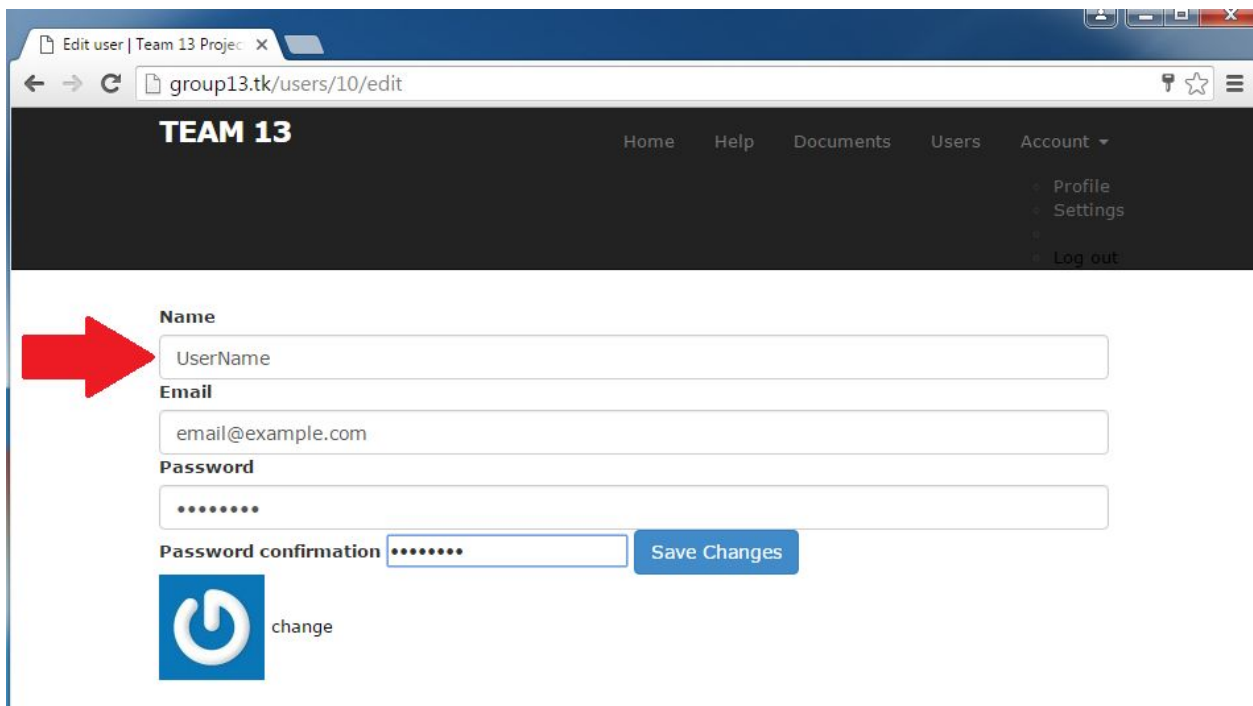 Edit user | Team 13 Projec
group13.tk/users/10/edit
TEAM 13 Home Help Documents Users Account
Profile
Settings
Log out
Name
UserName
Email
email@example.com
Password
••••••••
Password confirmation •••••••• Save Changes
change